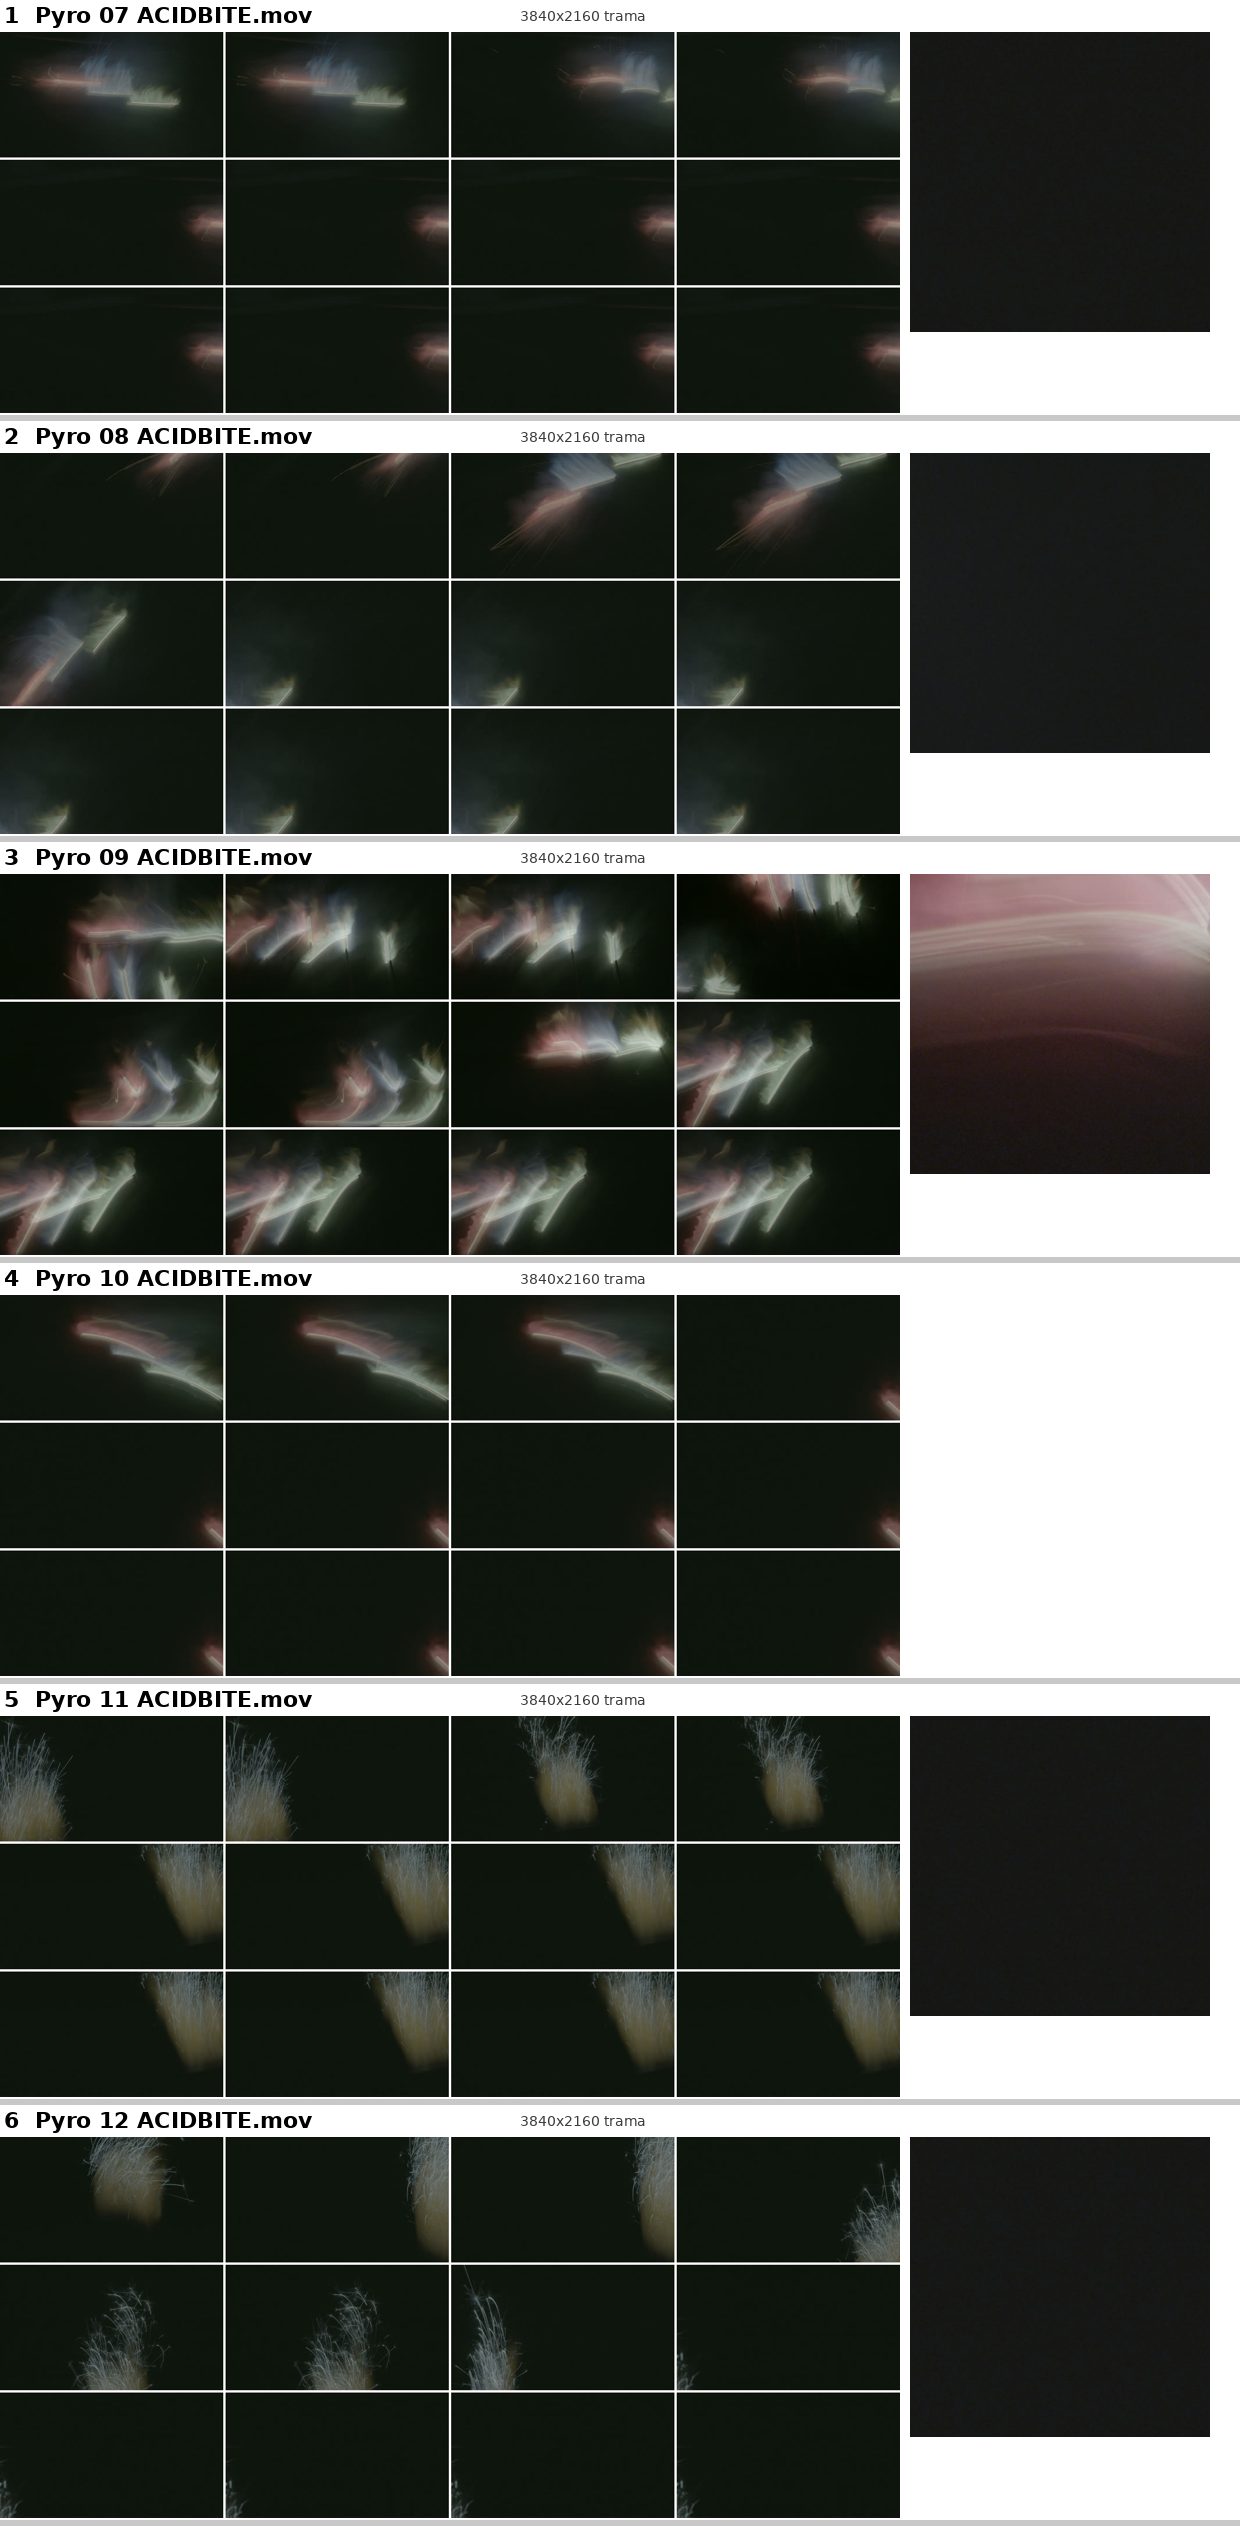 1 Pyro 07 ACIDBITE.mov 3840x2160 trama
2 Pyro 08 ACIDBITE.mov 3840x2160 trama
3 Pyro 09 ACIDBITE.mov 3840x2160 trama
4 Pyro 10 ACIDBITE.mov 3840x2160 trama
5 Pyro 11 ACIDBITE.mov 3840x2160 trama
6 Pyro 12 ACIDBITE.mov 3840x2160 trama